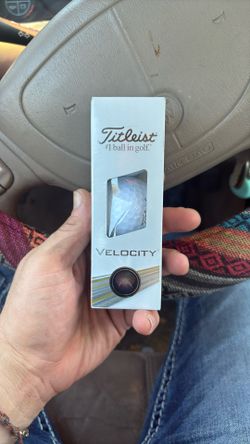 Titleist
#1 ball in golf.
VELOCITY